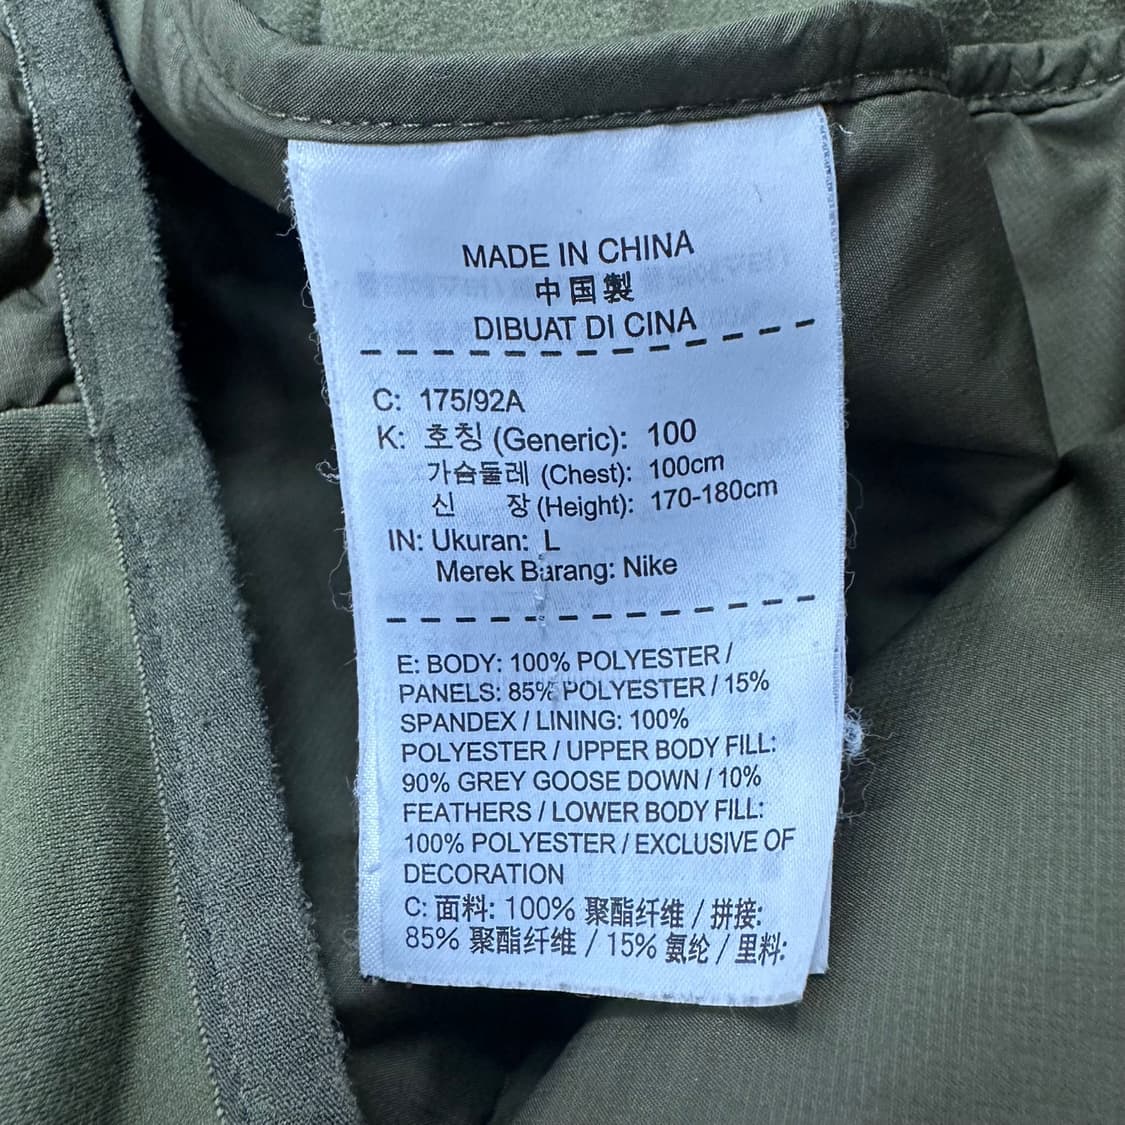 MADE IN CHINA
中国製
DIBUAT DI CINA
C: 175/92A
K: 호칭 (Generic): 100
가슴둘레 (Chest): 100cm
신 장 (Height): 170-180cm
IN: Ukuran: L
Merek Barang: Nike
E: BODY: 100% POLYESTER /
PANELS: 85% POLYESTER / 15%
SPANDEX / LINING: 100%
POLYESTER / UPPER BODY FILL:
90% GREY GOOSE DOWN / 10%
FEATHERS / LOWER BODY FILL:
100% POLYESTER / EXCLUSIVE OF
DECORATION
C: 面料: 100% 聚酯纤维 / 拼接:
85% 聚酯纤维 / 15% 氨纶 / 里料: